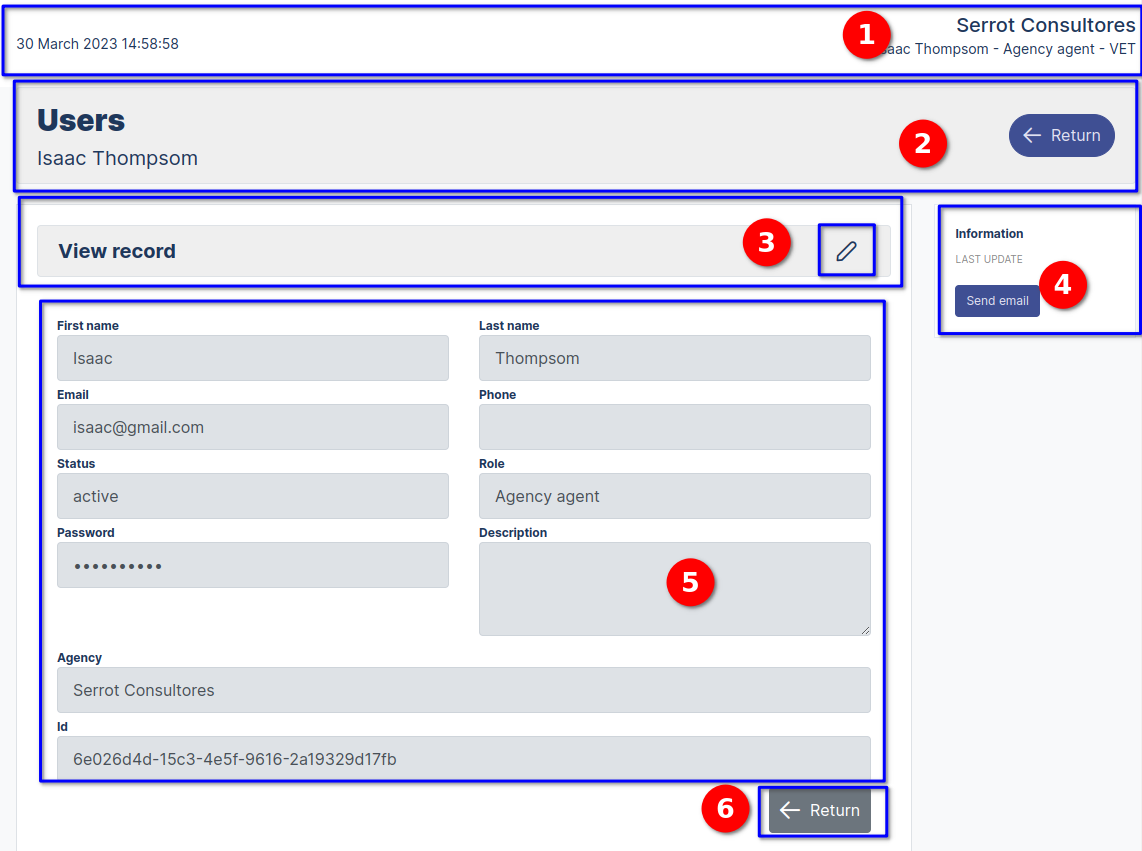 Serrot Consultores
30 March 2023 14:58:58
1
Thompsom - Agency agent - VET
Users
Isaac Thompsom
2
Return
View record
3
Information
LAST UPDATE
Send email
4
First name
Last name
Isaac
Thompsom
Email
Phone
isaac@gmail.com
Status
Role
active
Agency agent
Password
Description
••••••••••
5
Agency
Serrot Consultores
Id
6e026d4d-15c3-4e5f-9616-2a19329d17fb
6
Return